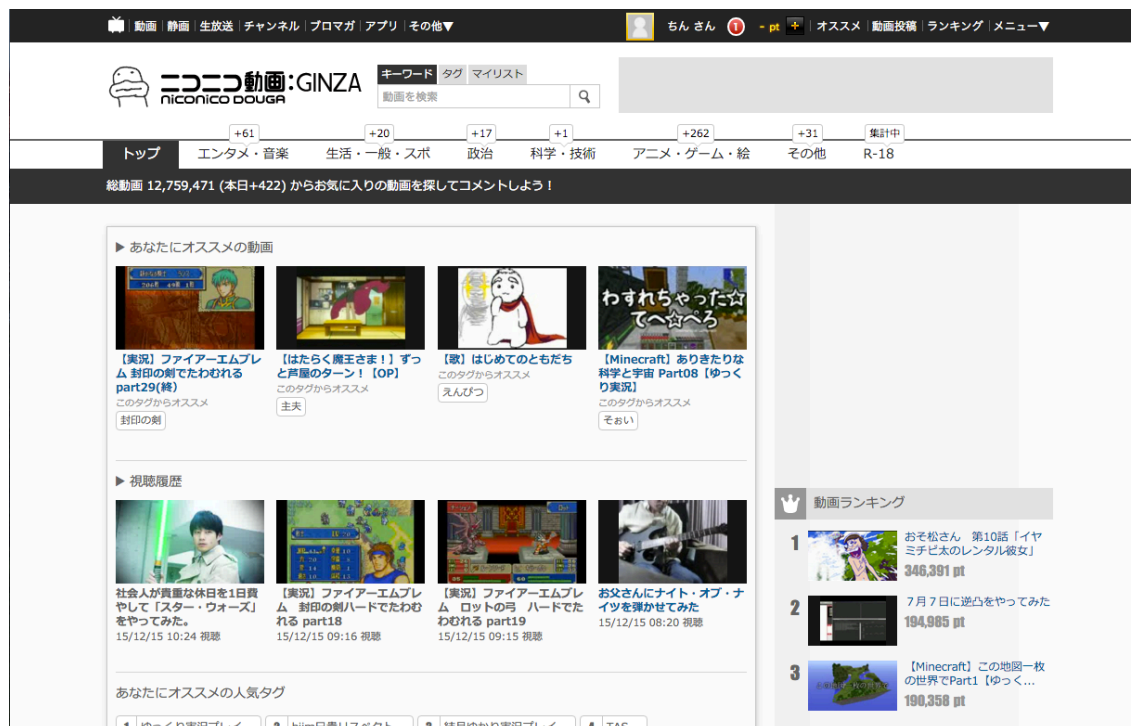 動画 静画 生放送 チャンネル ブロマガ アプリ その他▼
ちん さん 1 - pt + オススメ 動画投稿 ランキング メニュー▼
ニコニコ動画:GINZA
niconico DOUGA
キーワード タグ マイリスト
動画を検索
+61 +20 +17 +1 +262 +31 集計中
トップ エンタメ・音楽 生活・一般・スポ 政治 科学・技術 アニメ・ゲーム・絵 その他 R-18
総動画 12,759,471 (本日+422) からお気に入りの動画を探してコメントしよう！
▶ あなたにオススメの動画
わすれちゃった☆
てへ☆ぺろ
【実況】ファイアーエムブレ
ム 封印の剣でたわむれる
part29(終)
このタグからオススメ
封印の剣
【はたらく魔王さま！】ずっ
と芦屋のターン！【OP】
このタグからオススメ
主夫
【歌】はじめてのともだち
このタグからオススメ
えんぴつ
【Minecraft】ありきたりな
科学と宇宙 Part08【ゆっく
り実況】
このタグからオススメ
そぉい
▶ 視聴履歴
社会人が貴重な休日を1日費
やして「スター・ウォーズ」
をやってみた。
15/12/15 10:24 視聴
【実況】ファイアーエムブレ
ム　封印の剣ハードでたわむ
れる part18
15/12/15 09:16 視聴
【実況】ファイアーエムブレ
ム　ロットの弓　ハードでた
わむれる part19
15/12/15 09:15 視聴
お父さんにナイト・オブ・ナ
イツを弾かせてみた
15/12/15 08:20 視聴
あなたにオススメの人気タグ
動画ランキング
1
おそ松さん　第10話「イヤ
ミチビ太のレンタル彼女」
346,391 pt
2
７月７日に逆凸をやってみた
194,985 pt
3
【Minecraft】この地図一枚
の世界でPart1【ゆっく...
190,358 pt